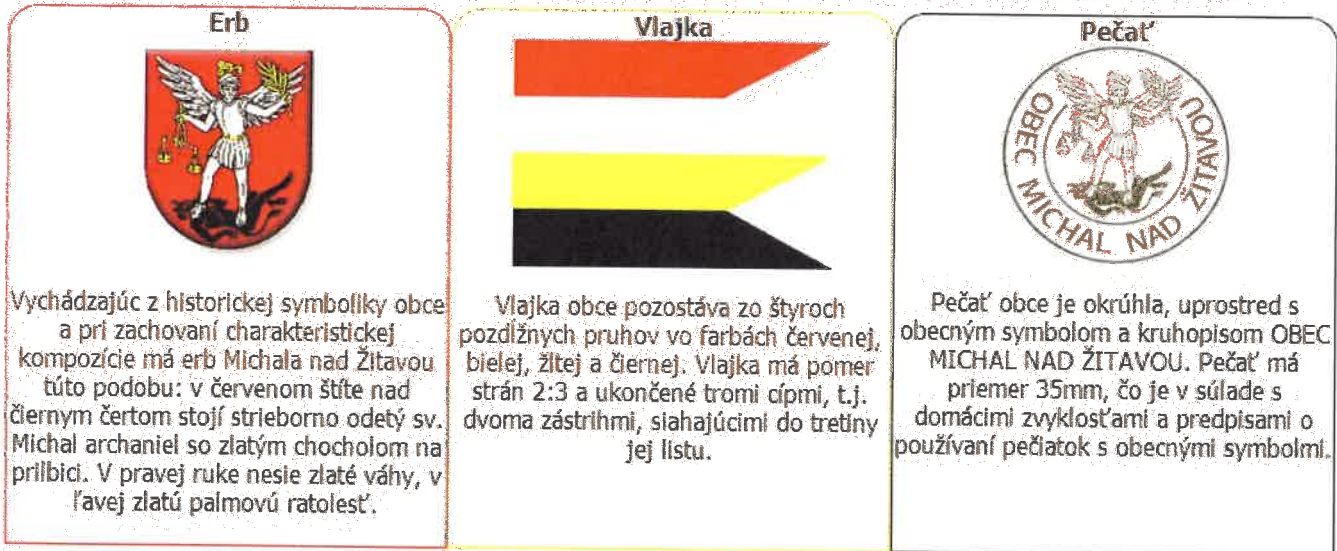 Erb
Vychádzajúc z historickej symboliky obce
a pri zachovaní charakteristickej
kompozície má erb Michala nad Žitavou
túto podobu: v červenom štíte nad
čiernym čertom stojí strieborno odetý sv.
Michal archaniel so zlatým chocholom na
prilbici. V pravej ruke nesie zlaté váhy, v
ľavej zlatú palmovú ratolesť.
Vlajka
Vlajka obce pozostáva zo štyroch
pozdĺžných pruhov vo farbách červenej,
bielej, žltej a čiernej. Vlajka má pomer
strán 2:3 a ukončené tromi cípmi, t.j.
dvoma zástrihmi, siahajúcimi do tretiny
jej listu.
Pečať
OBEC MICHAL NAD ŽITAVOU
Pečať obce je okrúhla, uprostred s
obecným symbolom a kruhopisom OBEC
MICHAL NAD ŽITAVOU. Pečať má
priemer 35mm, čo je v súlade s
domácimi zvyklosťami a predpisami o
používaní pečiatok s obecnými symbolmi.